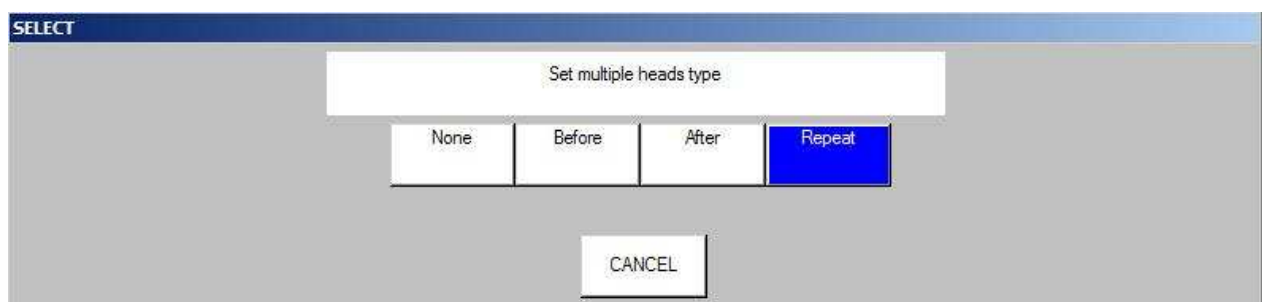 SELECT
Set multiple heads type
None Before After Repeat
CANCEL